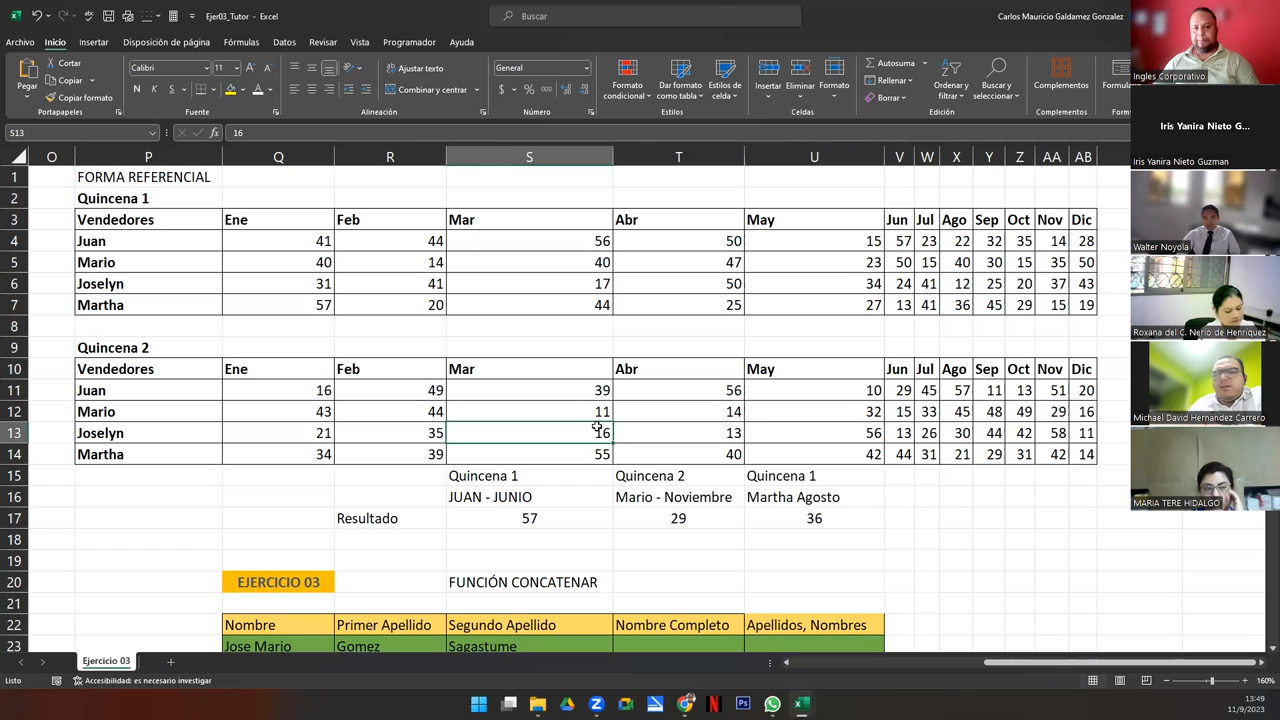 Ejer03_Tutor - Excel
Buscar
Carlos Mauricio Galdamez Gonzalez
Archivo Inicio Insertar Disposición de página Fórmulas Datos Revisar Vista Programador Ayuda
Pegar
Cortar
Copiar
Copiar formato
Portapapeles
Calibri 11
N K S
Fuente
Ajustar texto
Combinar y centrar
Alineación
General
Número
Formato condicional
Dar formato como tabla
Estilos de celda
Estilos
Insertar Eliminar Formato
Celdas
Autosuma
Rellenar
Borrar
Ordenar y filtrar
Buscar y seleccionar
Edición
Complementos
Complementos
S13 fx 16
O P Q R S T U V W X Y Z AA AB
1 FORMA REFERENCIAL
2 Quincena 1
3 Vendedores Ene Feb Mar Abr May Jun Jul Ago Sep Oct Nov Dic
4 Juan 41 44 56 50 15 57 23 22 32 35 14 28
5 Mario 40 14 40 47 23 50 15 40 30 15 35 50
6 Joselyn 31 41 17 50 34 24 41 12 25 20 37 43
7 Martha 57 20 44 25 27 13 41 36 45 29 15 19
8
9 Quincena 2
10 Vendedores Ene Feb Mar Abr May Jun Jul Ago Sep Oct Nov Dic
11 Juan 16 49 39 56 10 29 45 57 11 13 51 20
12 Mario 43 44 11 14 32 15 33 45 48 49 29 16
13 Joselyn 21 35 16 13 56 13 26 30 44 42 58 11
14 Martha 34 39 55 40 42 44 31 21 29 31 42 14
15 Quincena 1 Quincena 2 Quincena 1
16 JUAN - JUNIO Mario - Noviembre Martha Agosto
17 Resultado 57 29 36
18
19
20 EJERCICIO 03 FUNCIÓN CONCATENAR
21
22 Nombre Primer Apellido Segundo Apellido Nombre Completo Apellidos, Nombres
23 Jose Mario Gomez Sagastume
Ejercicio 03
Listo
Accesibilidad: es necesario investigar
160%
13:49
11/9/2023
Ingles Corporativo
Iris Yanira Nieto G...
Iris Yanira Nieto Guzman
Walter Noyola
Roxana del C. Nerio de Henríquez
Michael David Hernández Carrero
MARIA TERE HIDALGO